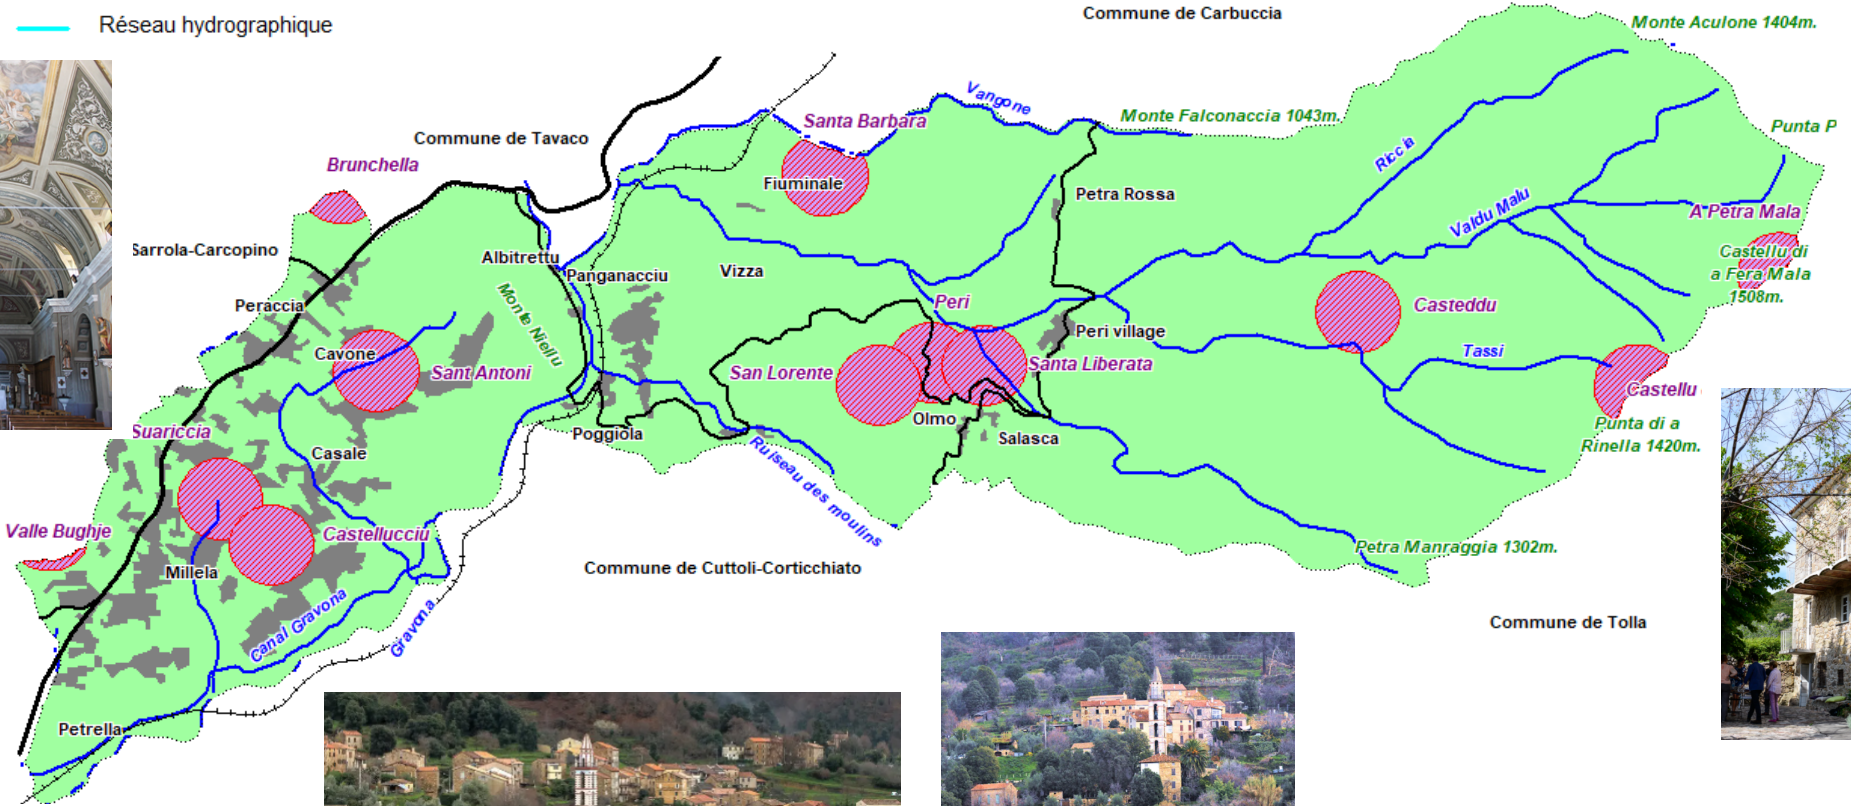 Réseau hydrographique
Commune de Carbuccia
Monte Aculone 1404m.
Vangone
Monte Falconaccia 1043m.
Santa Barbara
Punta P
Commune de Tavaco
Riccia
Brunchella
Fiuminale
Petra Rossa
Valdu Malu
A Petra Mala
Sarrola-Carcopino
Albitrettu
Panganacciu
Vizza
Castellu di
a Fera Mala
1508m.
Peraccia
Monte Niellu
Peri
Casteddu
Peri village
Cavone
Sant Antoni
San Lorente
Santa Liberata
Tassi
Castellu
Suariccia
Poggiola
Olmo
Salasca
Punta di a
Rinella 1420m.
Casale
Ruiseau des moulins
Valle Bughje
Castellucciu
Petra Manraggia 1302m.
Millela
Commune de Cuttoli-Corticchiato
Canal Gravona
Gravona
Commune de Tolla
Petrella